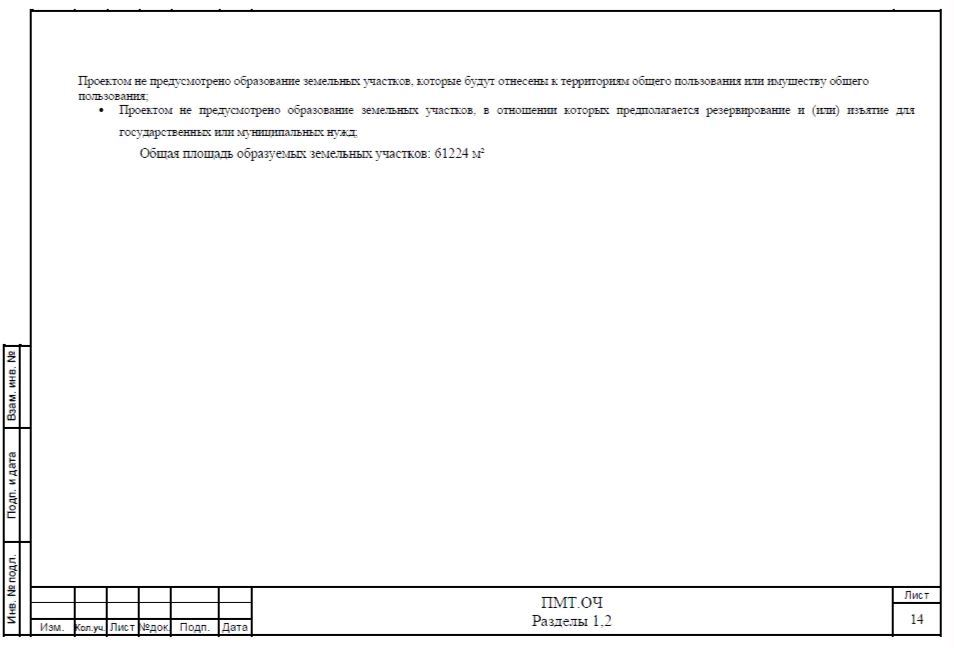 Проектом не предусмотрено образование земельных участков, которые будут отнесены к территориям общего пользования или имуществу общего
пользования;
• Проектом не предусмотрено образование земельных участков, в отношении которых предполагается резервирование и (или) изъятие для
государственных или муниципальных нужд;
Общая площадь образуемых земельных участков: 61224 м²
Взам. инв. №
Подп. и дата
Инв. № подл.
Изм. Кол.уч. Лист №док. Подп. Дата
ПМТ.ОЧ
Разделы 1,2
Лист
14